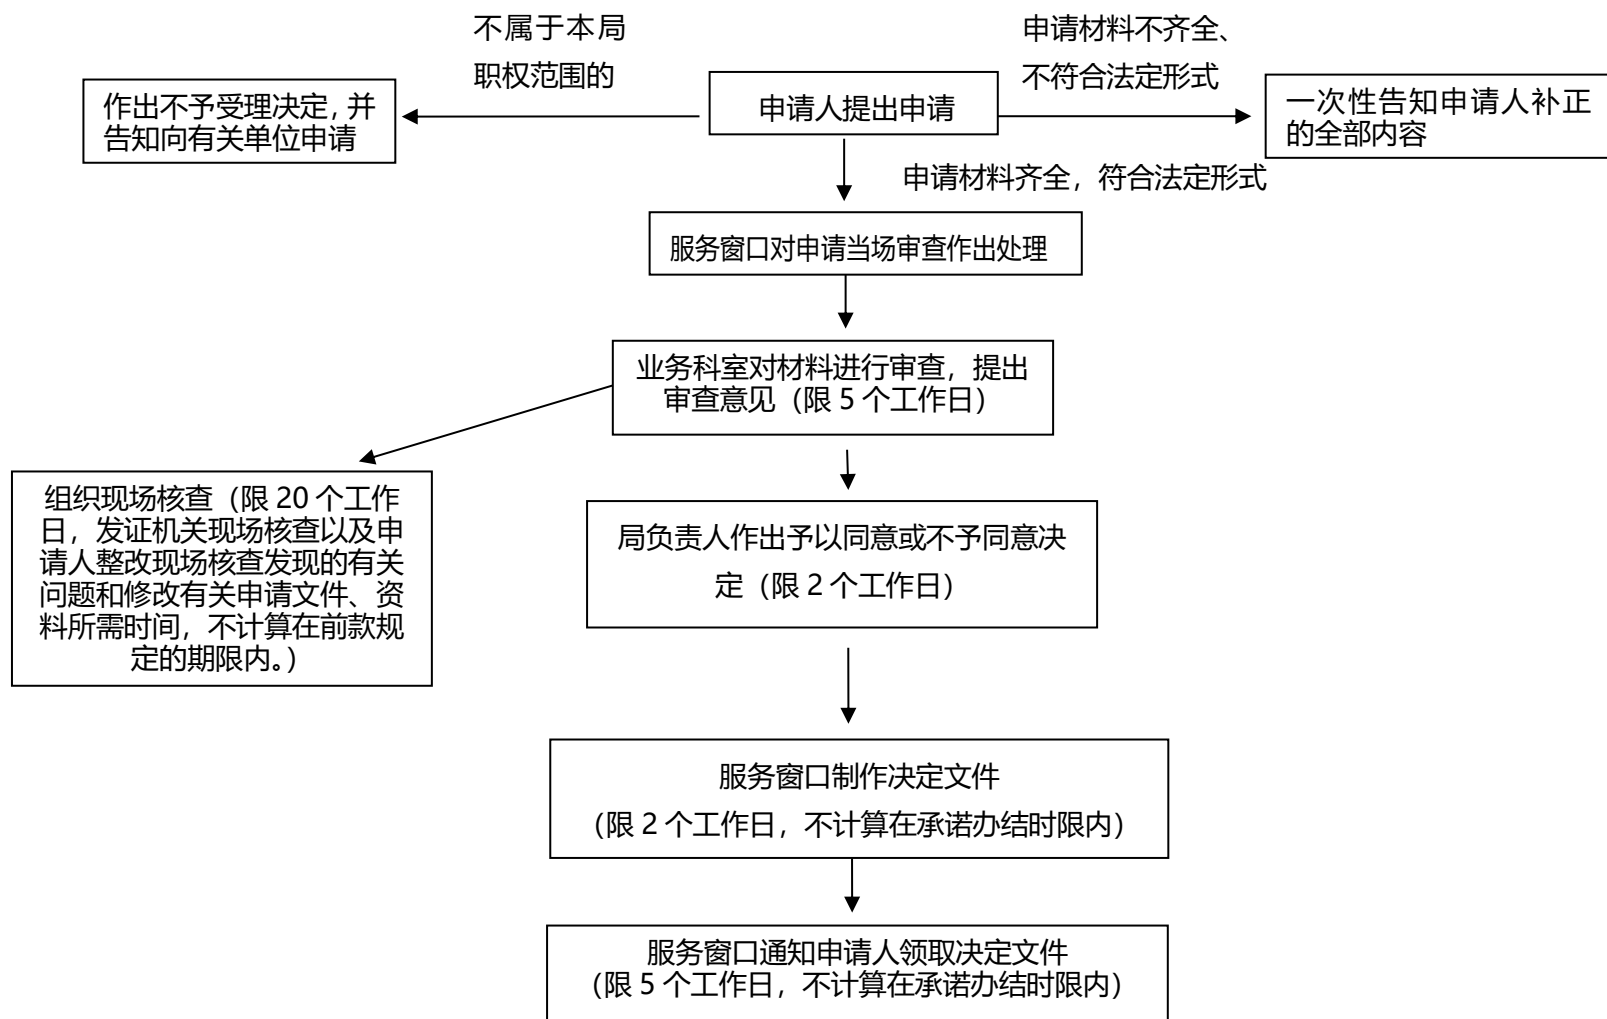 不属于本局
职权范围的
申请材料不齐全、
不符合法定形式
作出不予受理决定，并
告知向有关单位申请
申请人提出申请
一次性告知申请人补正
的全部内容
申请材料齐全，符合法定形式
服务窗口对申请当场审查作出处理
业务科室对材料进行审查，提出
审查意见（限 5 个工作日）
组织现场核查（限 20 个工作
日，发证机关现场核查以及申
请人整改现场核查发现的有关
问题和修改有关申请文件、资
料所需时间，不计算在前款规
定的期限内。）
局负责人作出予以同意或不予同意决
定（限 2 个工作日）
服务窗口制作决定文件
（限 2 个工作日，不计算在承诺办结时限内）
服务窗口通知申请人领取决定文件
（限 5 个工作日，不计算在承诺办结时限内）